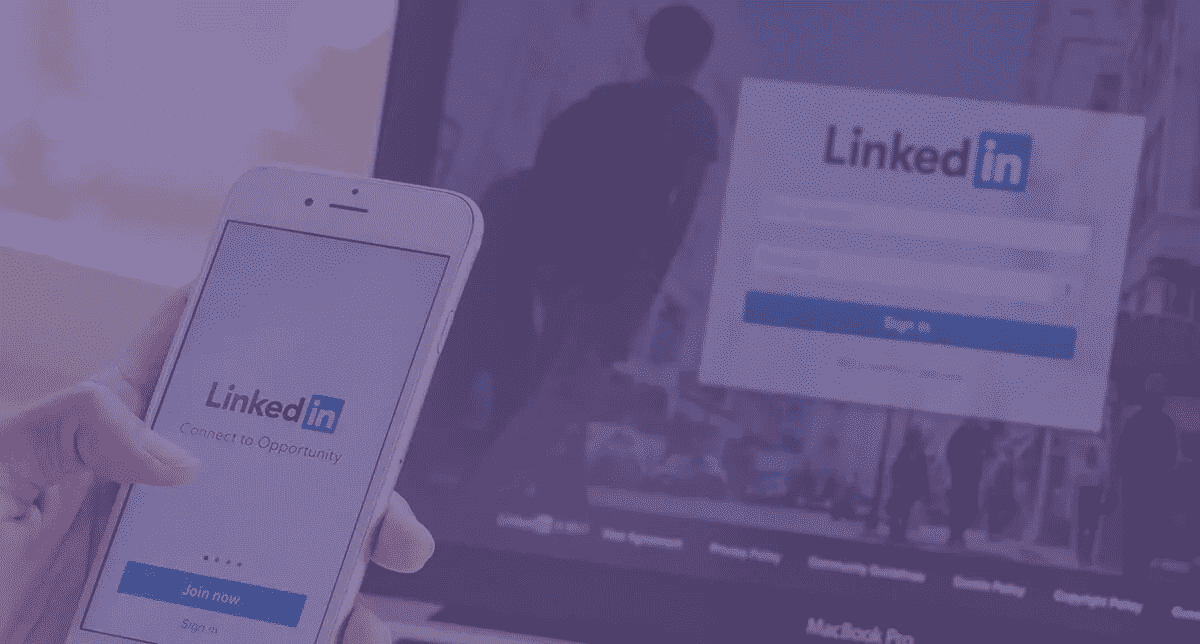 Linkedin
Connect to Opportunity
Join now
Sign in
Linkedin
Sign in
User Agreement
Privacy Policy
Community Guidelines
Cookie Policy
Copyright Policy
MacBook Pro